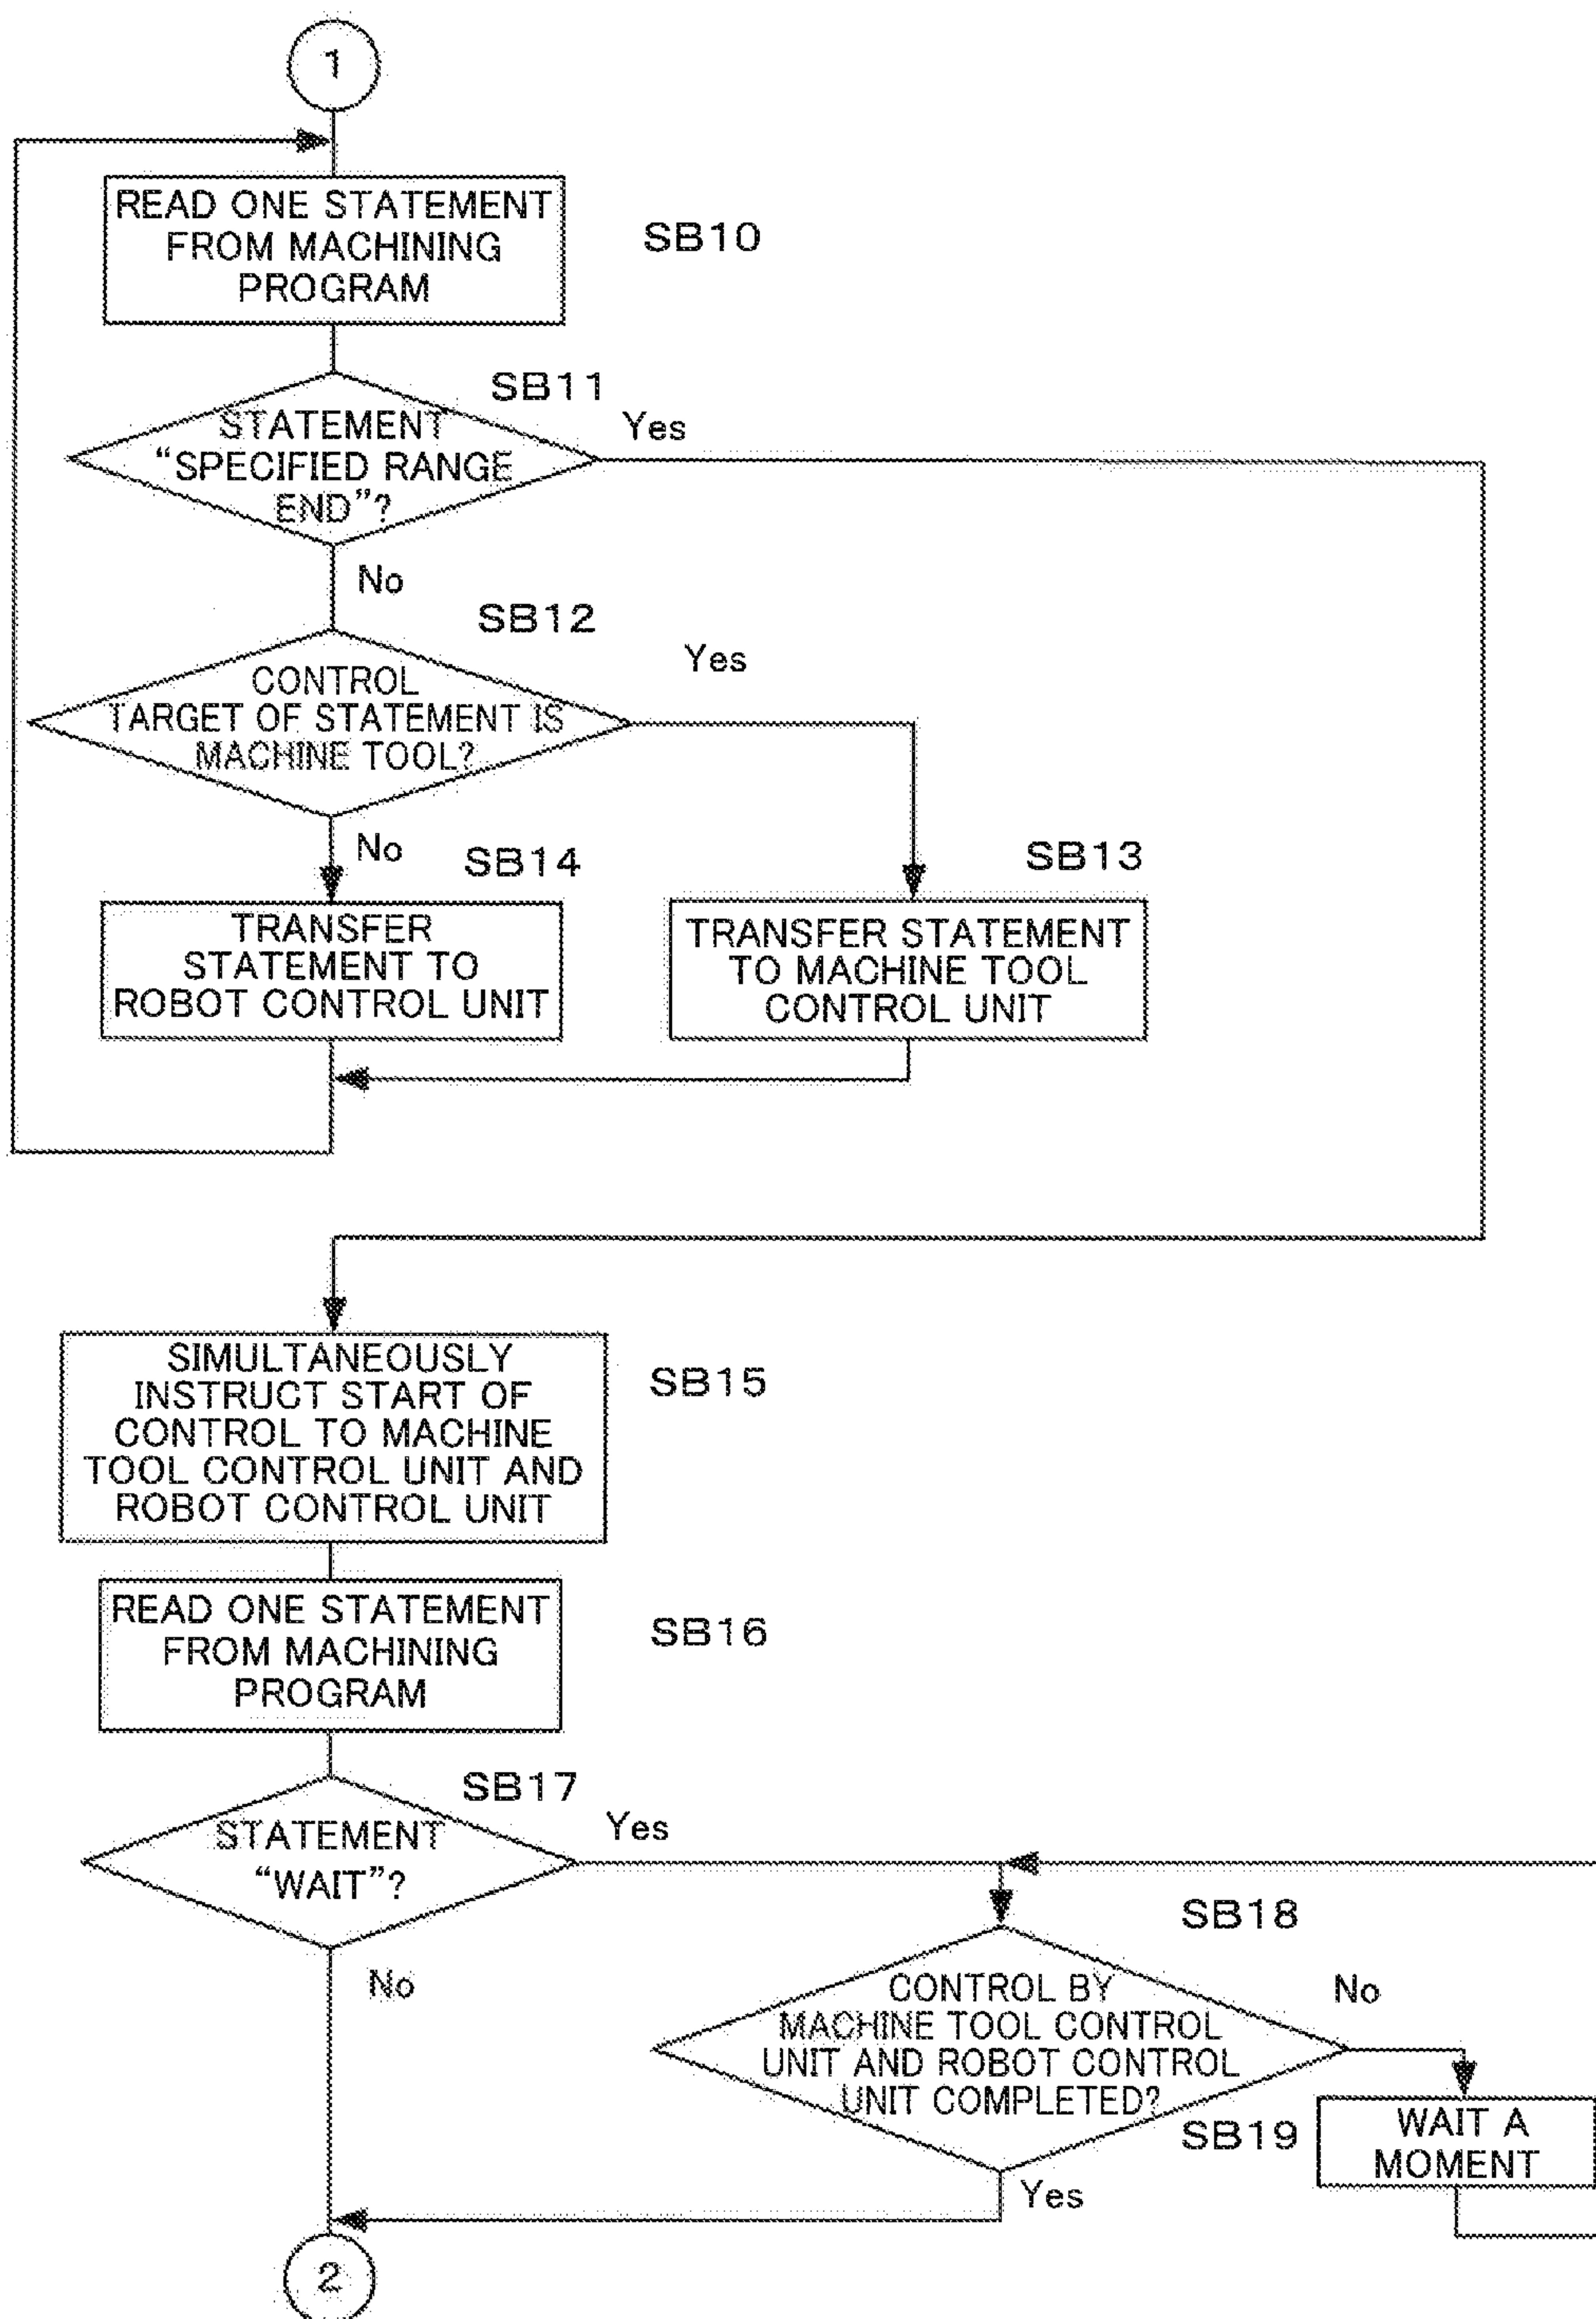 1
READ ONE STATEMENT
FROM MACHINING
PROGRAM
SB10
SB11
STATEMENT
“SPECIFIED RANGE
END”?
Yes
No
SB12
CONTROL
TARGET OF STATEMENT IS
MACHINE TOOL?
Yes
No
SB14
TRANSFER
STATEMENT TO
ROBOT CONTROL UNIT
SB13
TRANSFER STATEMENT
TO MACHINE TOOL
CONTROL UNIT
SIMULTANEOUSLY
INSTRUCT START OF
CONTROL TO MACHINE
TOOL CONTROL UNIT AND
ROBOT CONTROL UNIT
SB15
READ ONE STATEMENT
FROM MACHINING
PROGRAM
SB16
SB17
STATEMENT
“WAIT”?
Yes
No
SB18
CONTROL BY
MACHINE TOOL CONTROL
UNIT AND ROBOT CONTROL
UNIT COMPLETED?
No
SB19
WAIT A
MOMENT
Yes
2